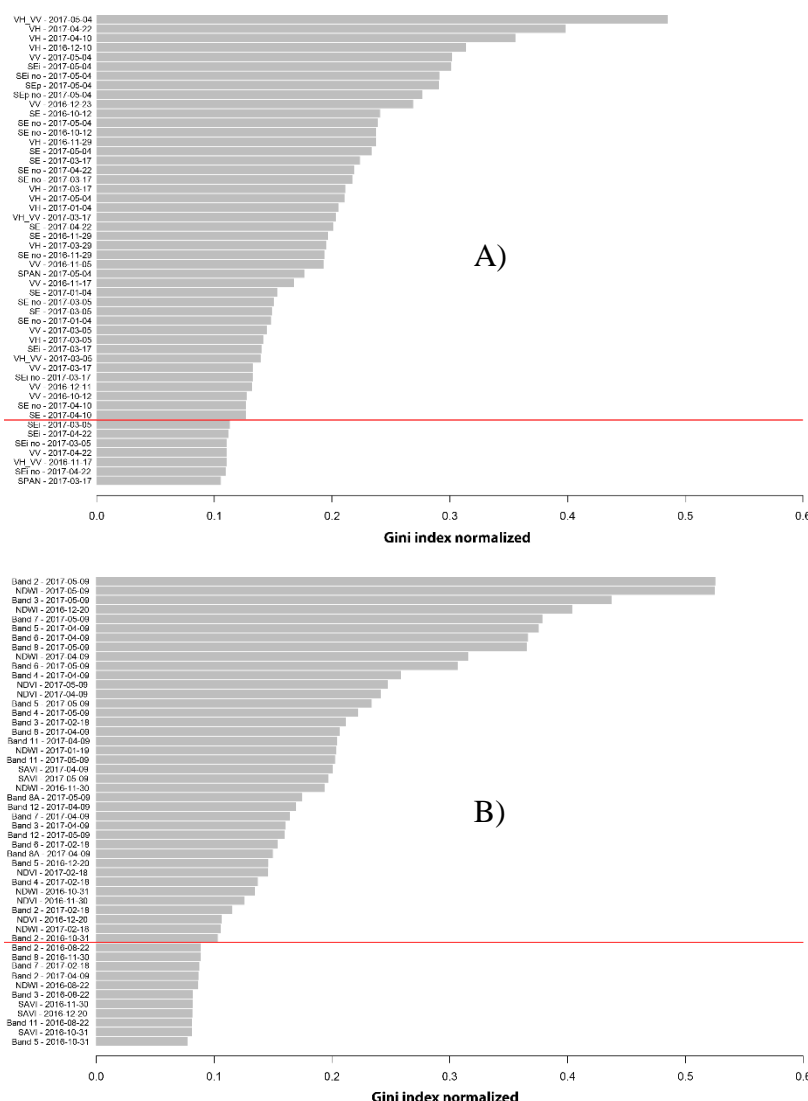 VH_VV - 2017-05-04
VH - 2017-04-22
VH - 2017-04-10
VH - 2016-12-10
VV - 2017-05-04
SEi - 2017-05-04
SEi no - 2017-05-04
SEp - 2017-05-04
SEp no - 2017-05-04
VV - 2016-12-23
SE - 2016-10-12
SE no - 2017-05-04
SE no - 2016-10-12
VH - 2016-11-29
SE - 2017-05-04
SE - 2017-03-17
SE no - 2017-04-22
SE no - 2017-03-17
VH - 2017-03-17
VH - 2017-05-04
VH - 2017-01-04
VH_VV - 2017-03-17
SE - 2017-04-22
SE - 2016-11-29
VH - 2017-03-29
SE no - 2016-11-29
VV - 2016-11-05
SPAN - 2017-05-04
VV - 2016-11-17
SE - 2017-01-04
SE no - 2017-03-05
SE - 2017-03-05
SE no - 2017-01-04
VV - 2017-03-05
VH - 2017-03-05
SEi - 2017-03-17
VH_VV - 2017-03-05
VV - 2017-03-17
SEi no - 2017-03-17
VV - 2016-12-11
VV - 2016-10-12
SE no - 2017-04-10
SE - 2017-04-10
SEi - 2017-03-05
SEi - 2017-04-22
SEi no - 2017-03-05
VV - 2017-04-22
VH_VV - 2016-11-17
SEi no - 2017-04-22
SPAN - 2017-03-17
A)
0.0 0.1 0.2 0.3 0.4 0.5 0.6
Gini index normalized
Band 2 - 2017-05-09
NDWI - 2017-05-09
Band 3 - 2017-05-09
NDWI - 2016-12-20
Band 7 - 2017-05-09
Band 5 - 2017-04-09
Band 6 - 2017-04-09
Band 8 - 2017-05-09
NDWI - 2017-04-09
Band 6 - 2017-05-09
Band 4 - 2017-04-09
NDVI - 2017-05-09
NDVI - 2017-04-09
Band 5 - 2017-05-09
Band 4 - 2017-05-09
Band 3 - 2017-02-18
Band 8 - 2017-04-09
Band 11 - 2017-04-09
NDWI - 2017-01-19
Band 11 - 2017-05-09
SAVI - 2017-04-09
SAVI - 2017-05-09
NDWI - 2016-11-30
Band 8A - 2017-05-09
Band 12 - 2017-04-09
Band 7 - 2017-04-09
Band 3 - 2017-04-09
Band 12 - 2017-05-09
Band 6 - 2017-02-18
Band 8A - 2017-04-09
Band 5 - 2016-12-20
NDVI - 2017-02-18
Band 4 - 2017-02-18
NDWI - 2016-10-31
NDVI - 2016-11-30
Band 2 - 2017-02-18
NDVI - 2016-12-20
NDWI - 2017-02-18
Band 2 - 2016-10-31
Band 2 - 2016-08-22
Band 8 - 2016-11-30
Band 7 - 2017-02-18
Band 2 - 2017-04-09
NDWI - 2016-08-22
Band 3 - 2016-08-22
SAVI - 2016-11-30
SAVI - 2016-12-20
Band 11 - 2016-08-22
SAVI - 2016-10-31
Band 5 - 2016-10-31
B)
0.0 0.1 0.2 0.3 0.4 0.5 0.6
Gini index normalized